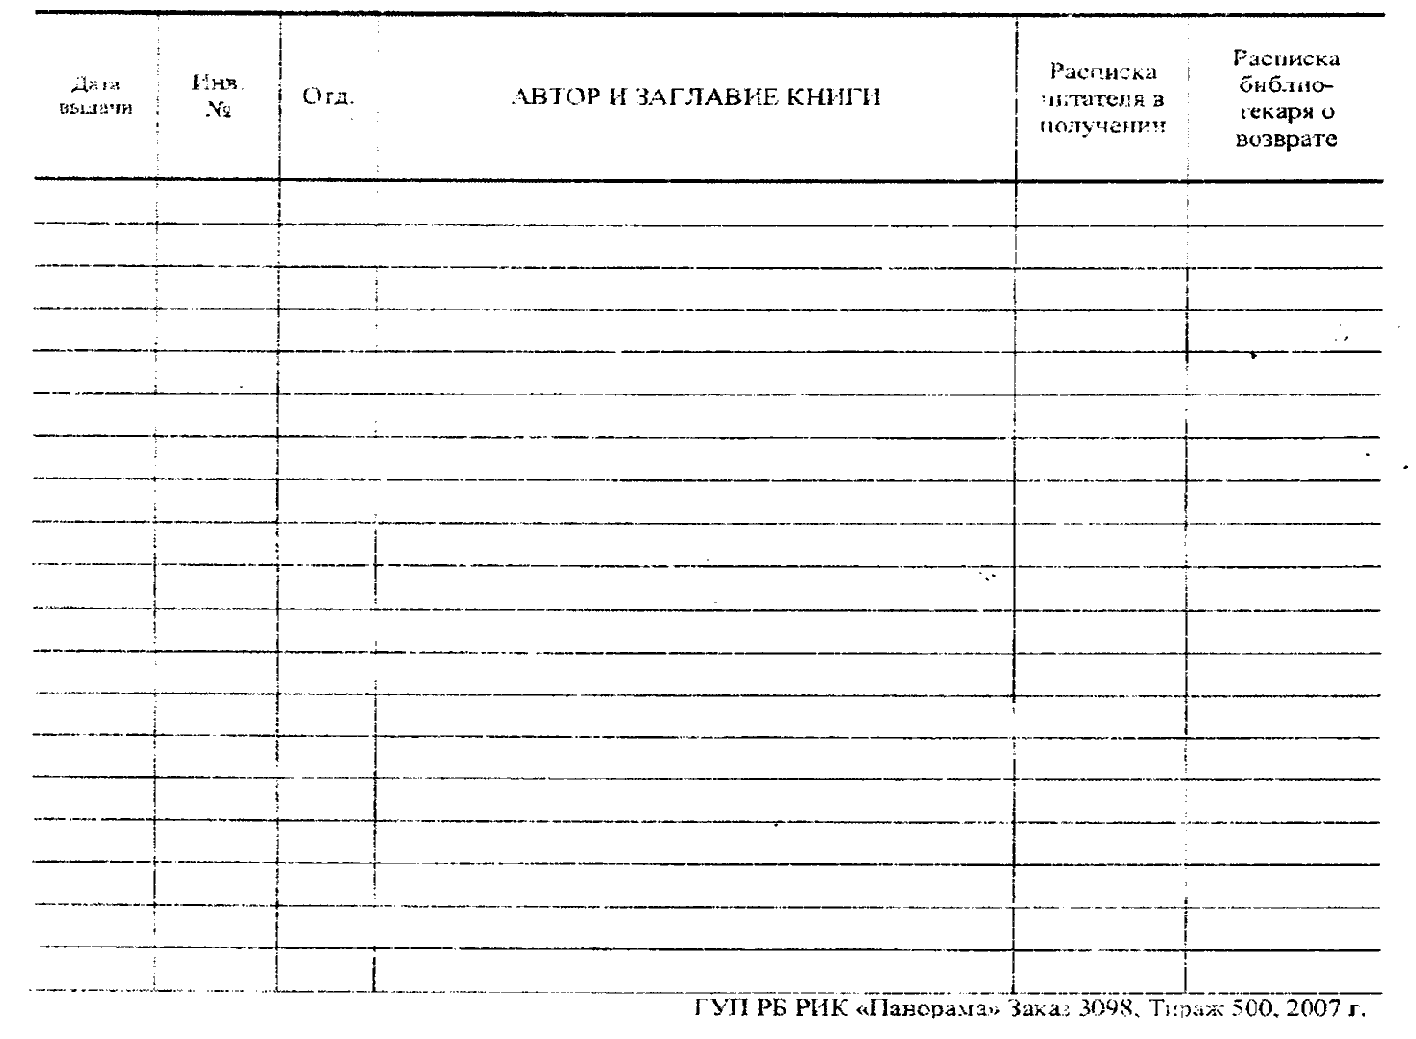 Дата
выдачи
Инв.
№
Отд.
АВТОР И ЗАГЛАВИЕ КНИГИ
Расписка
читателя в
получении
Расписка
библио-
текаря о
возврате
ГУП РБ РИК «Панорама» Заказ 3098, Тираж 500, 2007 г.